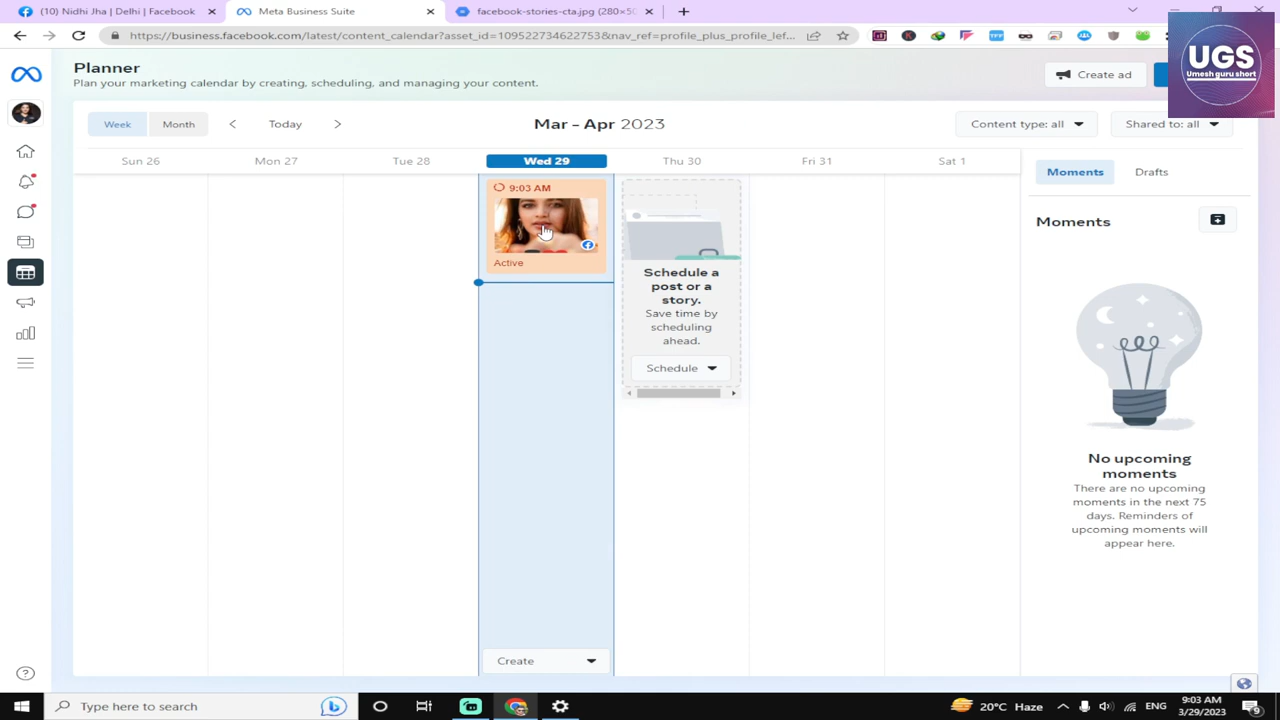 (10) Nidhi Jha | Delhi | Facebook
Meta Business Suite
facebook-stories-cta.jpg (280×50
https://business.facebook.com/latest/content_calendar?asset_id=109522734622753&nav_ref=profile_plus_profile_lef...
UGS
Umesh guru short
Planner
Plan your marketing calendar by creating, scheduling, and managing your content.
Create ad
Week
Month
Today
Mar – Apr 2023
Content type: all
Shared to: all
Sun 26
Mon 27
Tue 28
Wed 29
Thu 30
Fri 31
Sat 1
Moments
Drafts
9:03 AM
Active
Moments
Schedule a
post or a
story.
Save time by
scheduling
ahead.
Schedule
No upcoming
moments
There are no upcoming
moments in the next 75
days. Reminders of
upcoming moments will
appear here.
Create
Type here to search
20°C Haze
ENG
9:03 AM
3/29/2023